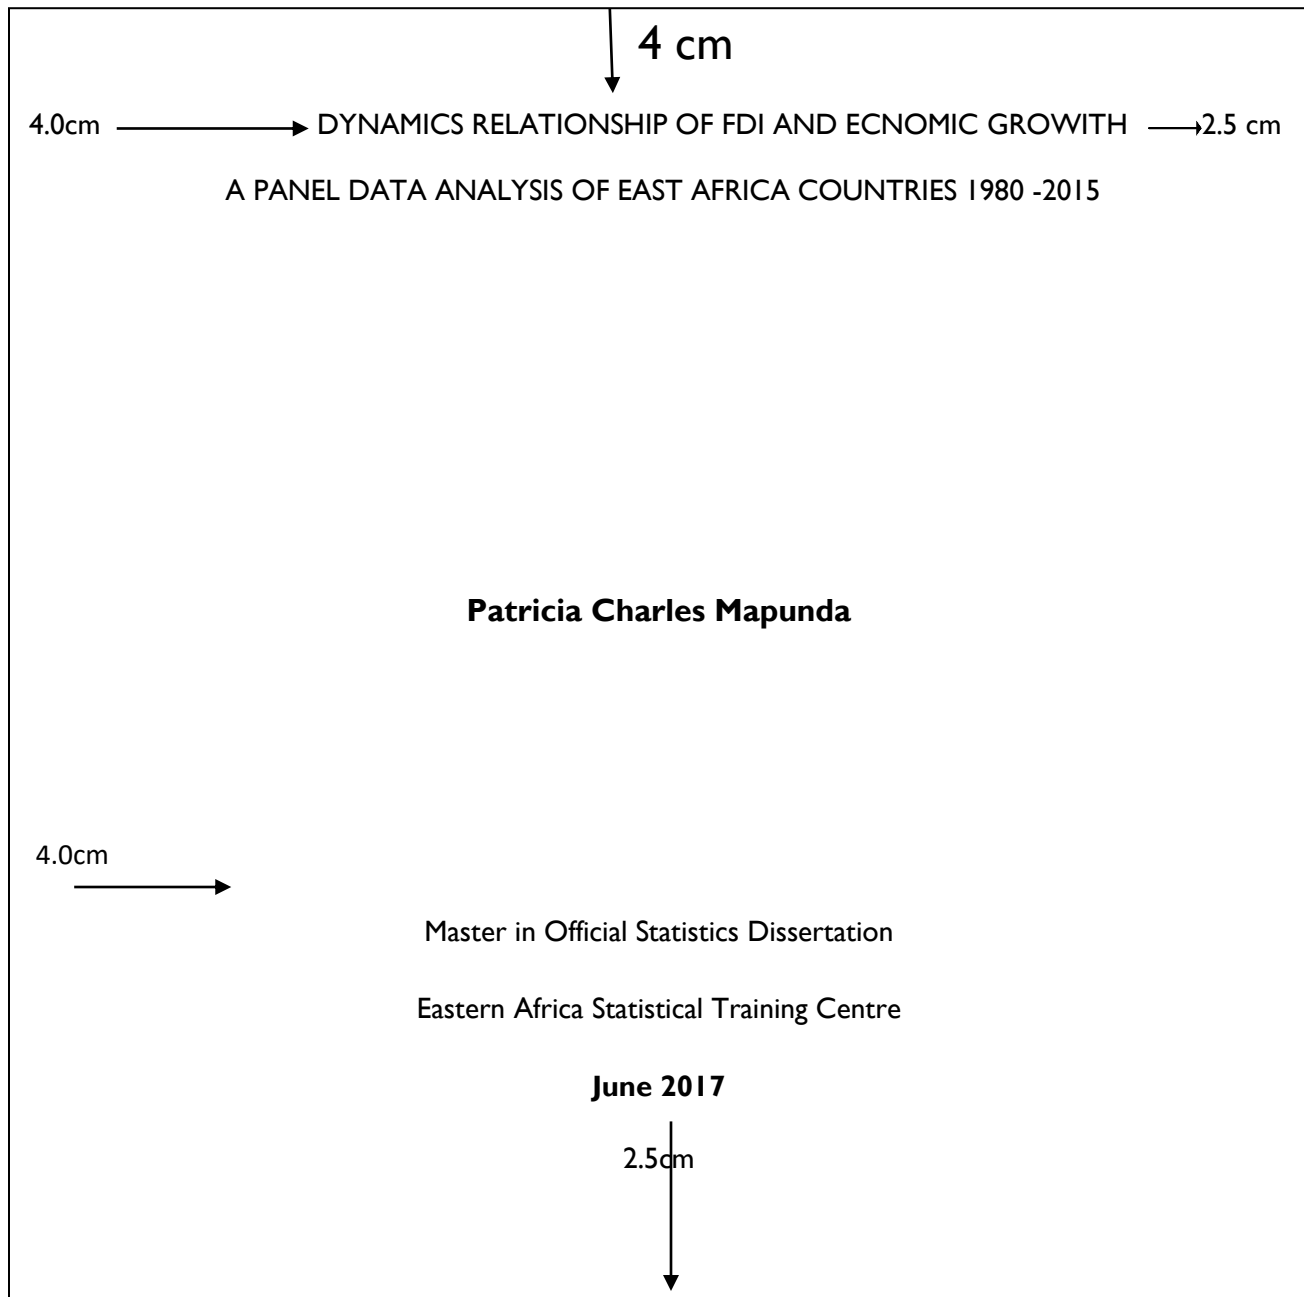 4 cm
4.0cm DYNAMICS RELATIONSHIP OF FDI AND ECNOMIC GROWITH 2.5 cm
A PANEL DATA ANALYSIS OF EAST AFRICA COUNTRIES 1980 -2015
Patricia Charles Mapunda
4.0cm
Master in Official Statistics Dissertation
Eastern Africa Statistical Training Centre
June 2017
2.5cm